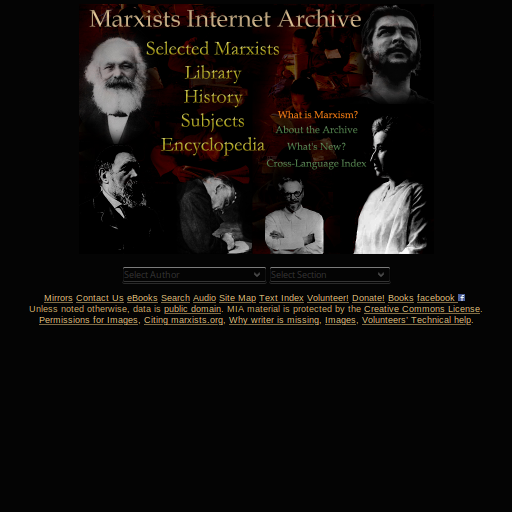 Marxists Internet Archive
Selected Marxists
Library
History
Subjects
Encyclopedia
What is Marxism?
About the Archive
What's New?
Cross-Language Index
Select Author
Select Section
Mirrors Contact Us eBooks Search Audio Site Map Text Index Volunteer! Donate! Books facebook
Unless noted otherwise, data is public domain. MIA material is protected by the Creative Commons License.
Permissions for Images, Citing marxists.org, Why writer is missing, Images, Volunteers' Technical help.